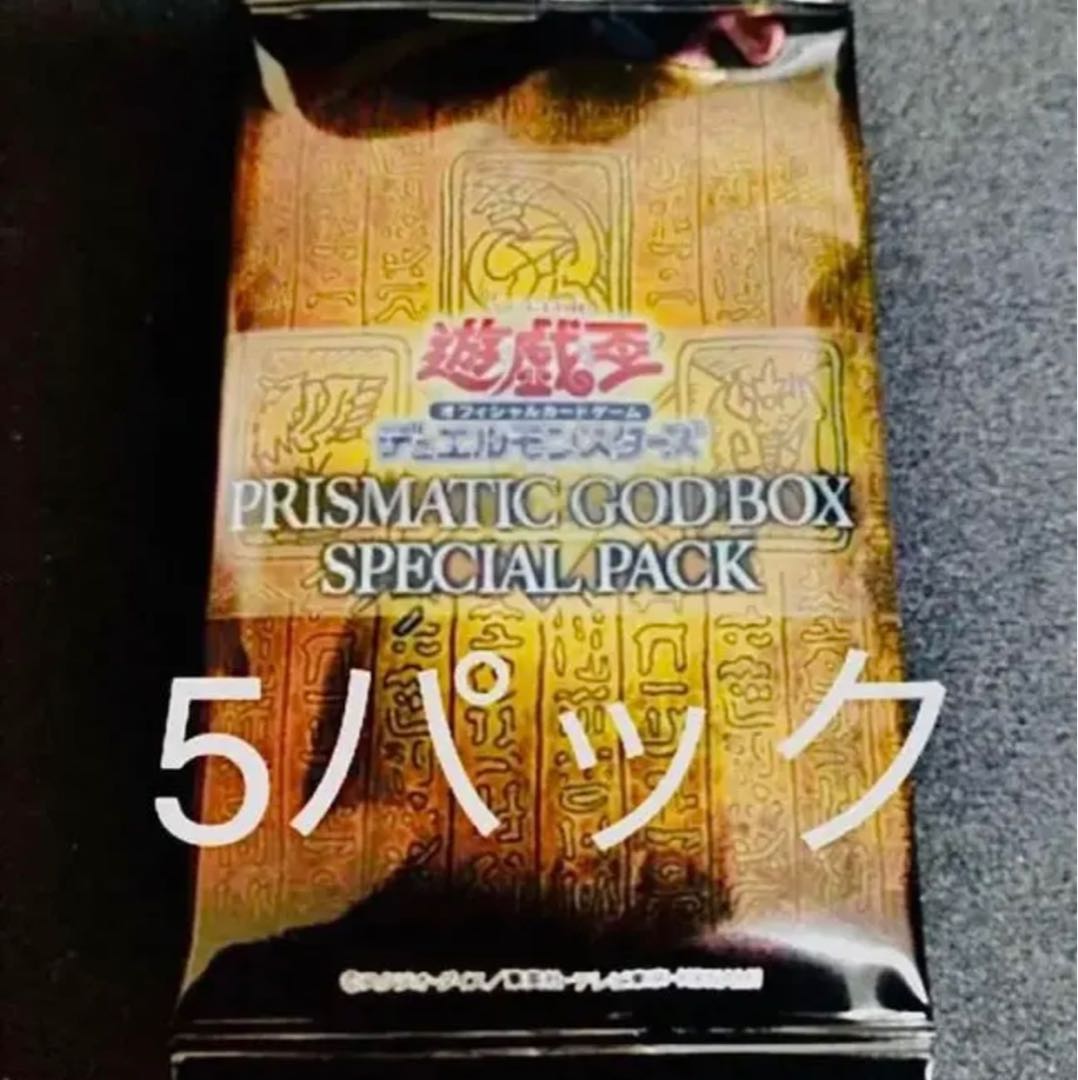 遊戯王
オフィシャルカードゲーム
デュエルモンスターズ
PRISMATIC GOD BOX
SPECIAL PACK
5パック